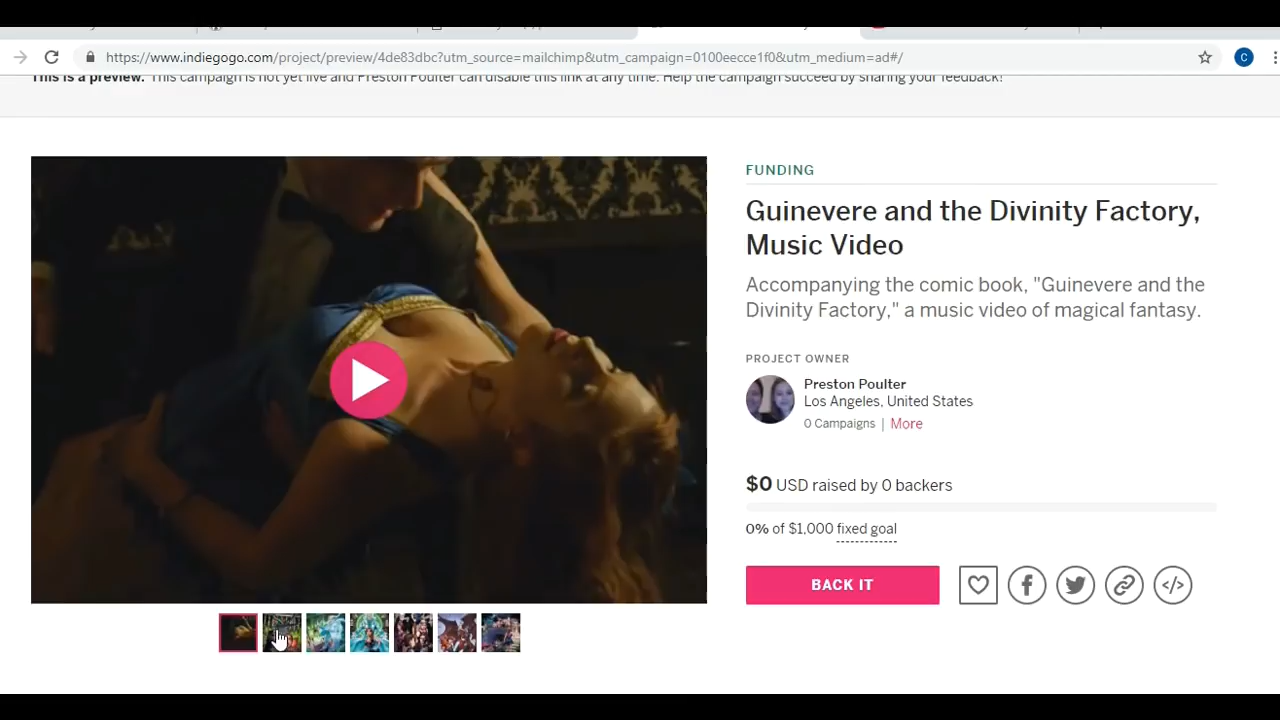 https://www.indiegogo.com/project/preview/4de83dbc?utm_source=mailchimp&utm_campaign=0100eecce1f0&utm_medium=ad#/
C
This is a preview. This campaign is not yet live and Preston Poulter can disable this link at any time. Help the campaign succeed by sharing your feedback!
FUNDING
Guinevere and the Divinity Factory,
Music Video
Accompanying the comic book, "Guinevere and the
Divinity Factory," a music video of magical fantasy.
PROJECT OWNER
Preston Poulter
Los Angeles, United States
0 Campaigns | More
$0 USD raised by 0 backers
0% of $1,000 fixed goal
BACK IT